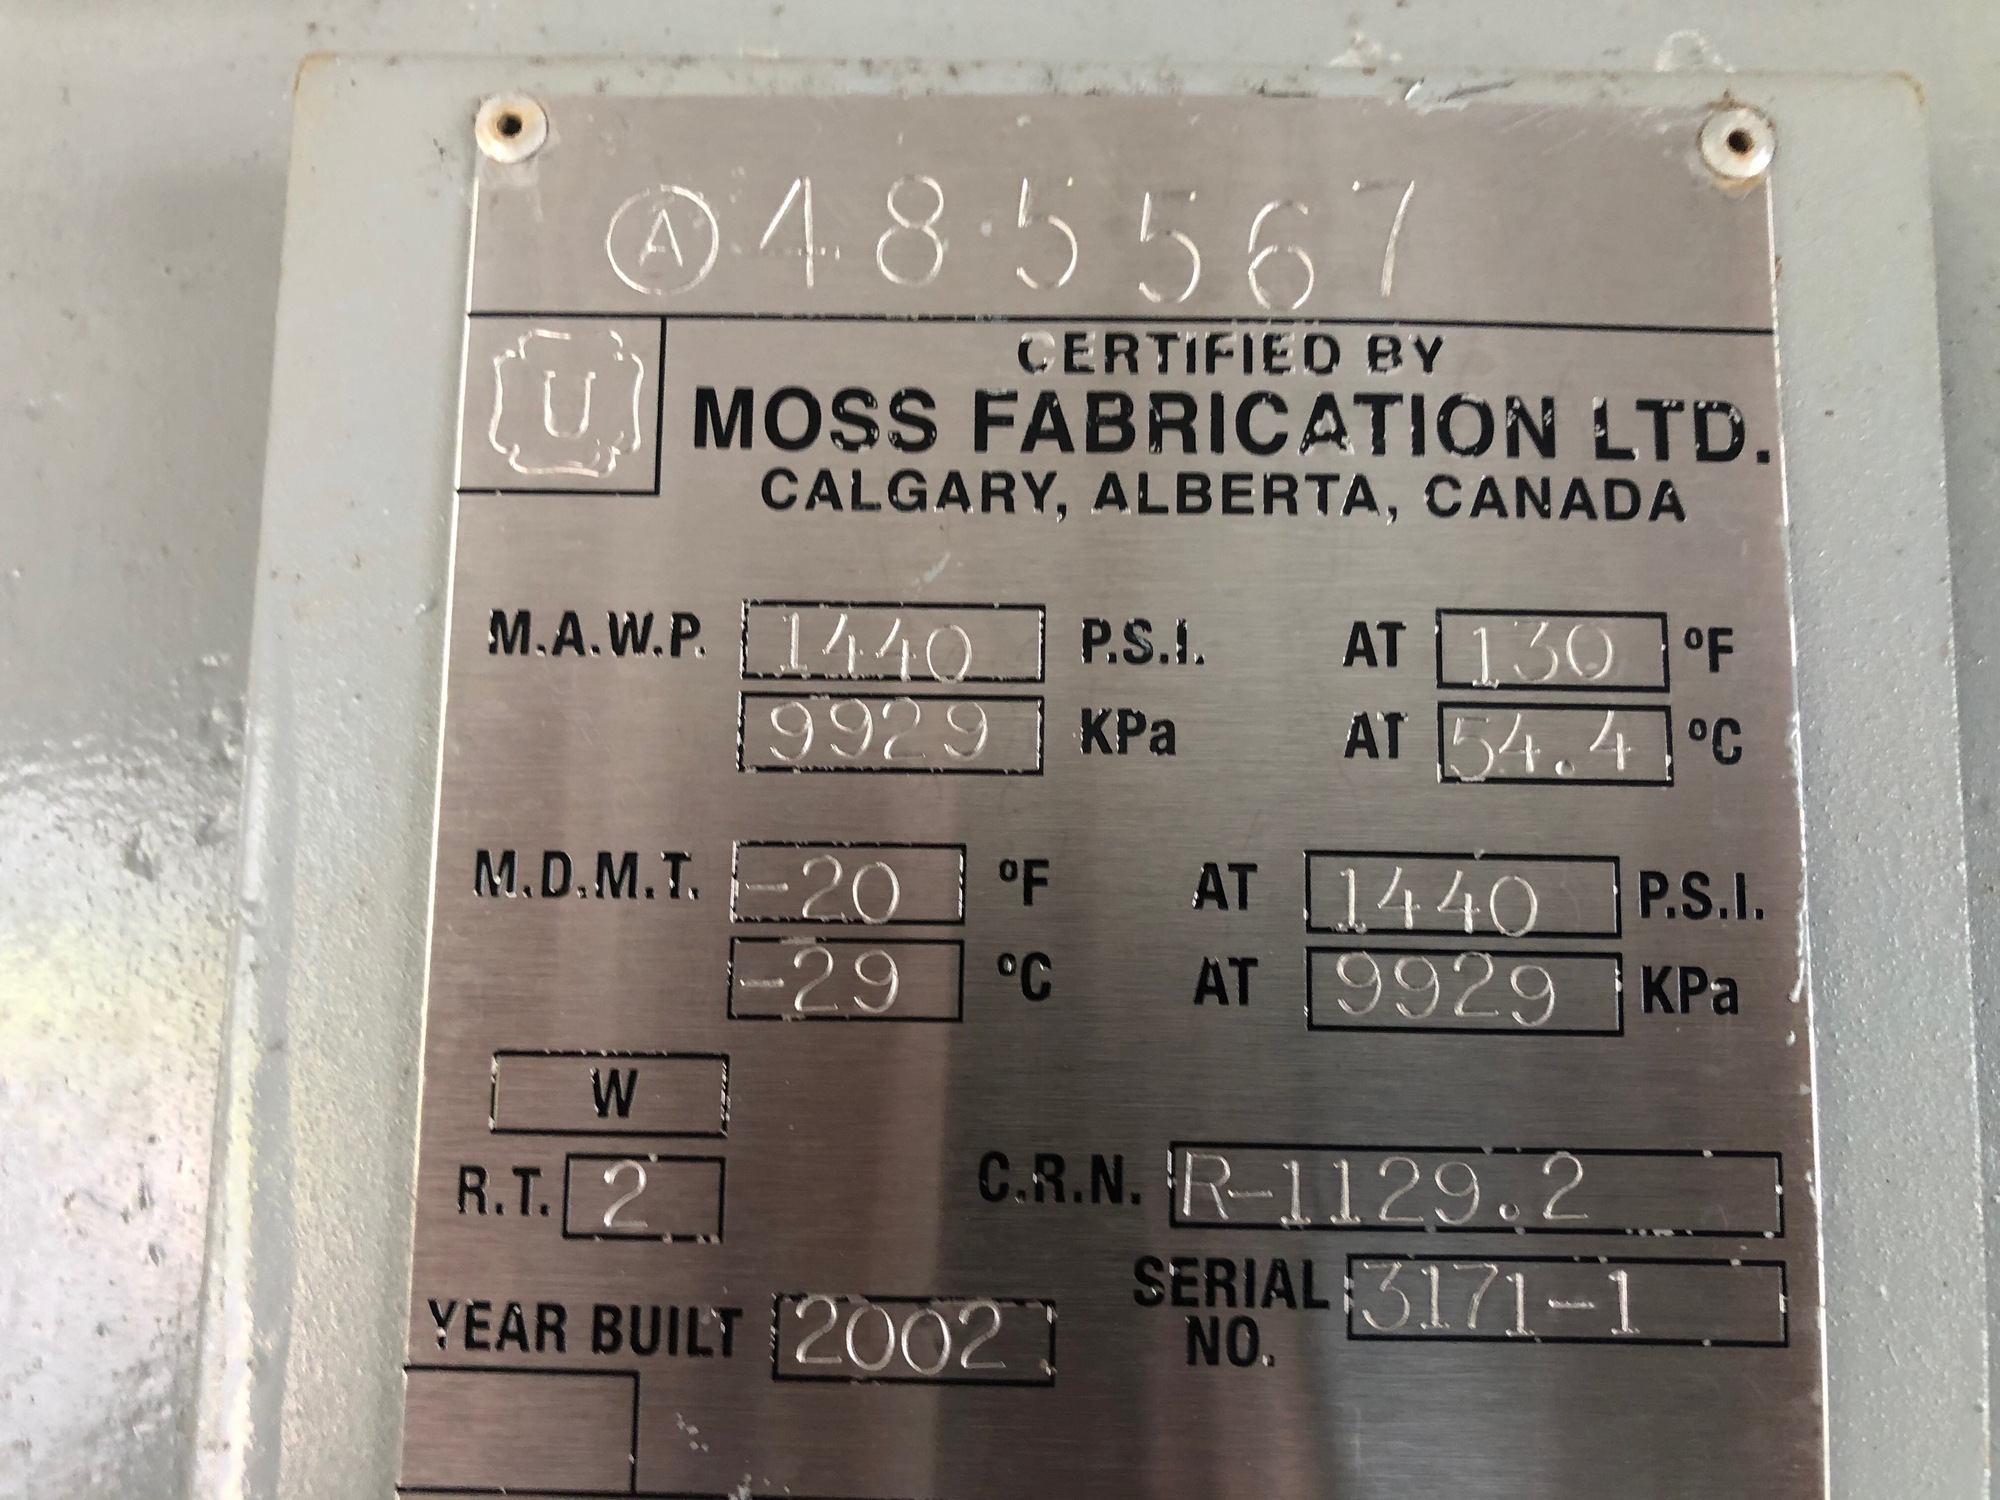 Ⓐ485567
U
CERTIFIED BY
MOSS FABRICATION LTD.
CALGARY, ALBERTA, CANADA
M.A.W.P. 1440 P.S.I. AT 130 °F
9929 KPa AT 54.4 °C
M.D.M.T. -20 °F AT 1440 P.S.I.
-29 °C AT 9929 KPa
W
R.T. 2 C.R.N. R-1129.2
YEAR BUILT 2002 SERIAL NO. 3171-1